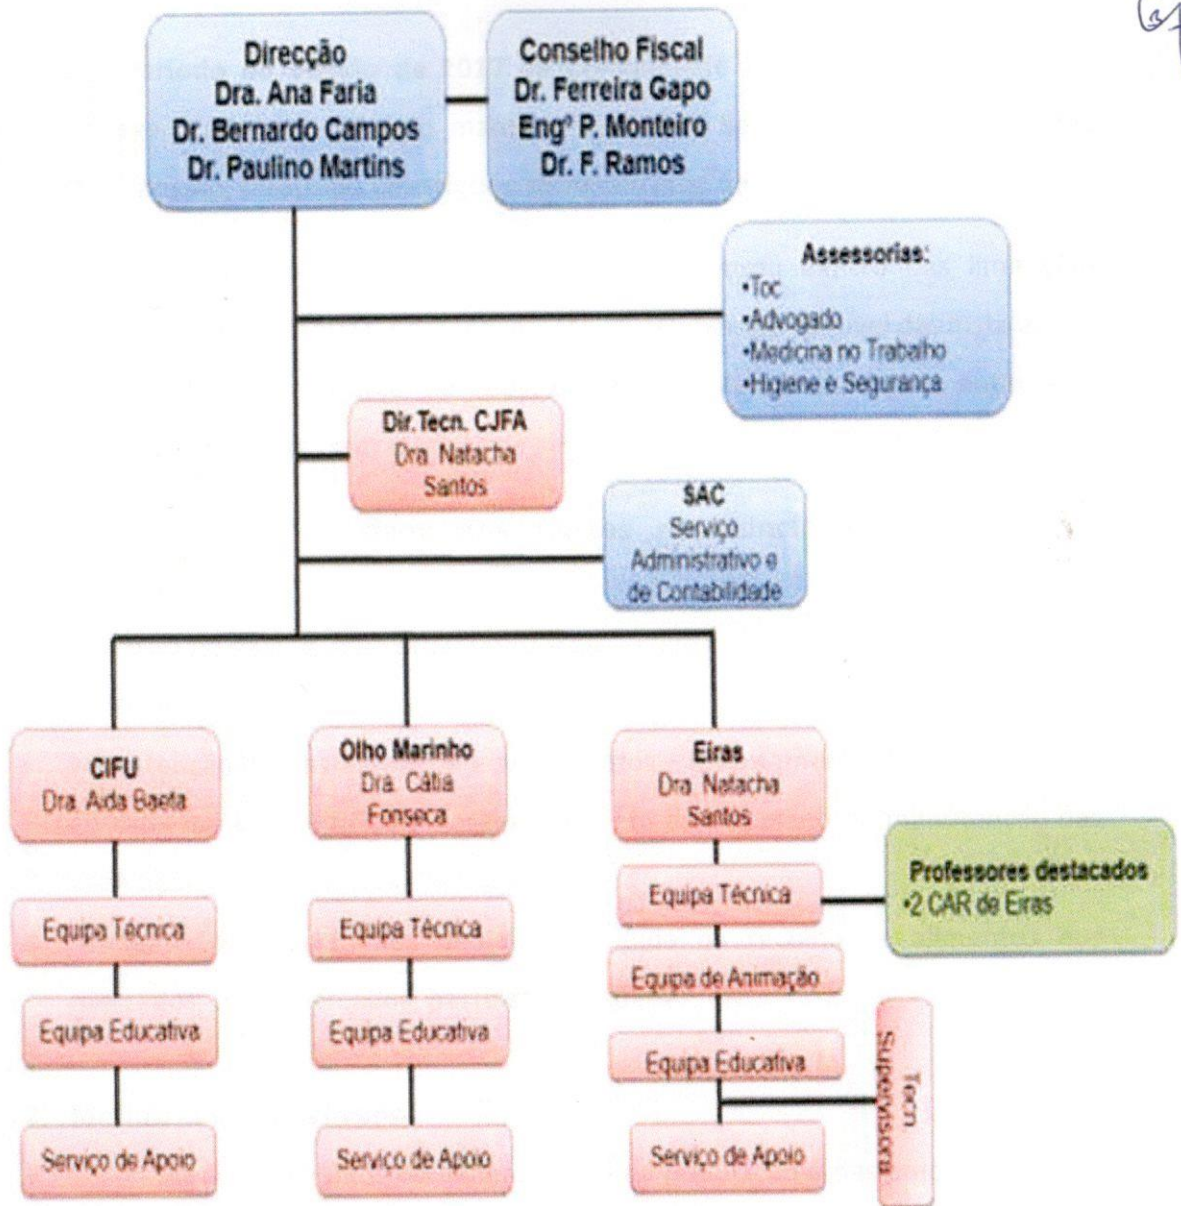 Direcção
Dra. Ana Faria
Dr. Bernardo Campos
Dr. Paulino Martins
Conselho Fiscal
Dr. Ferreira Gapo
Engº P. Monteiro
Dr. F. Ramos
Assessorias:
•Toc
•Advogado
•Medicina no Trabalho
•Higiene e Segurança
Dir.Tecn. CJFA
Dra. Natacha
Santos
SAC
Serviço
Administrativo e
de Contabilidade
CIFU
Dra. Aida Baeta
Olho Marinho
Dra. Cátia
Fonseca
Eiras
Dra. Natacha
Santos
Equipa Técnica
Equipa Técnica
Equipa Técnica
Professores destacados
•2 CAR de Eiras
Equipa de Animação
Equipa Educativa
Equipa Educativa
Equipa Educativa
Tecn.
Supervisora
Serviço de Apoio
Serviço de Apoio
Serviço de Apoio